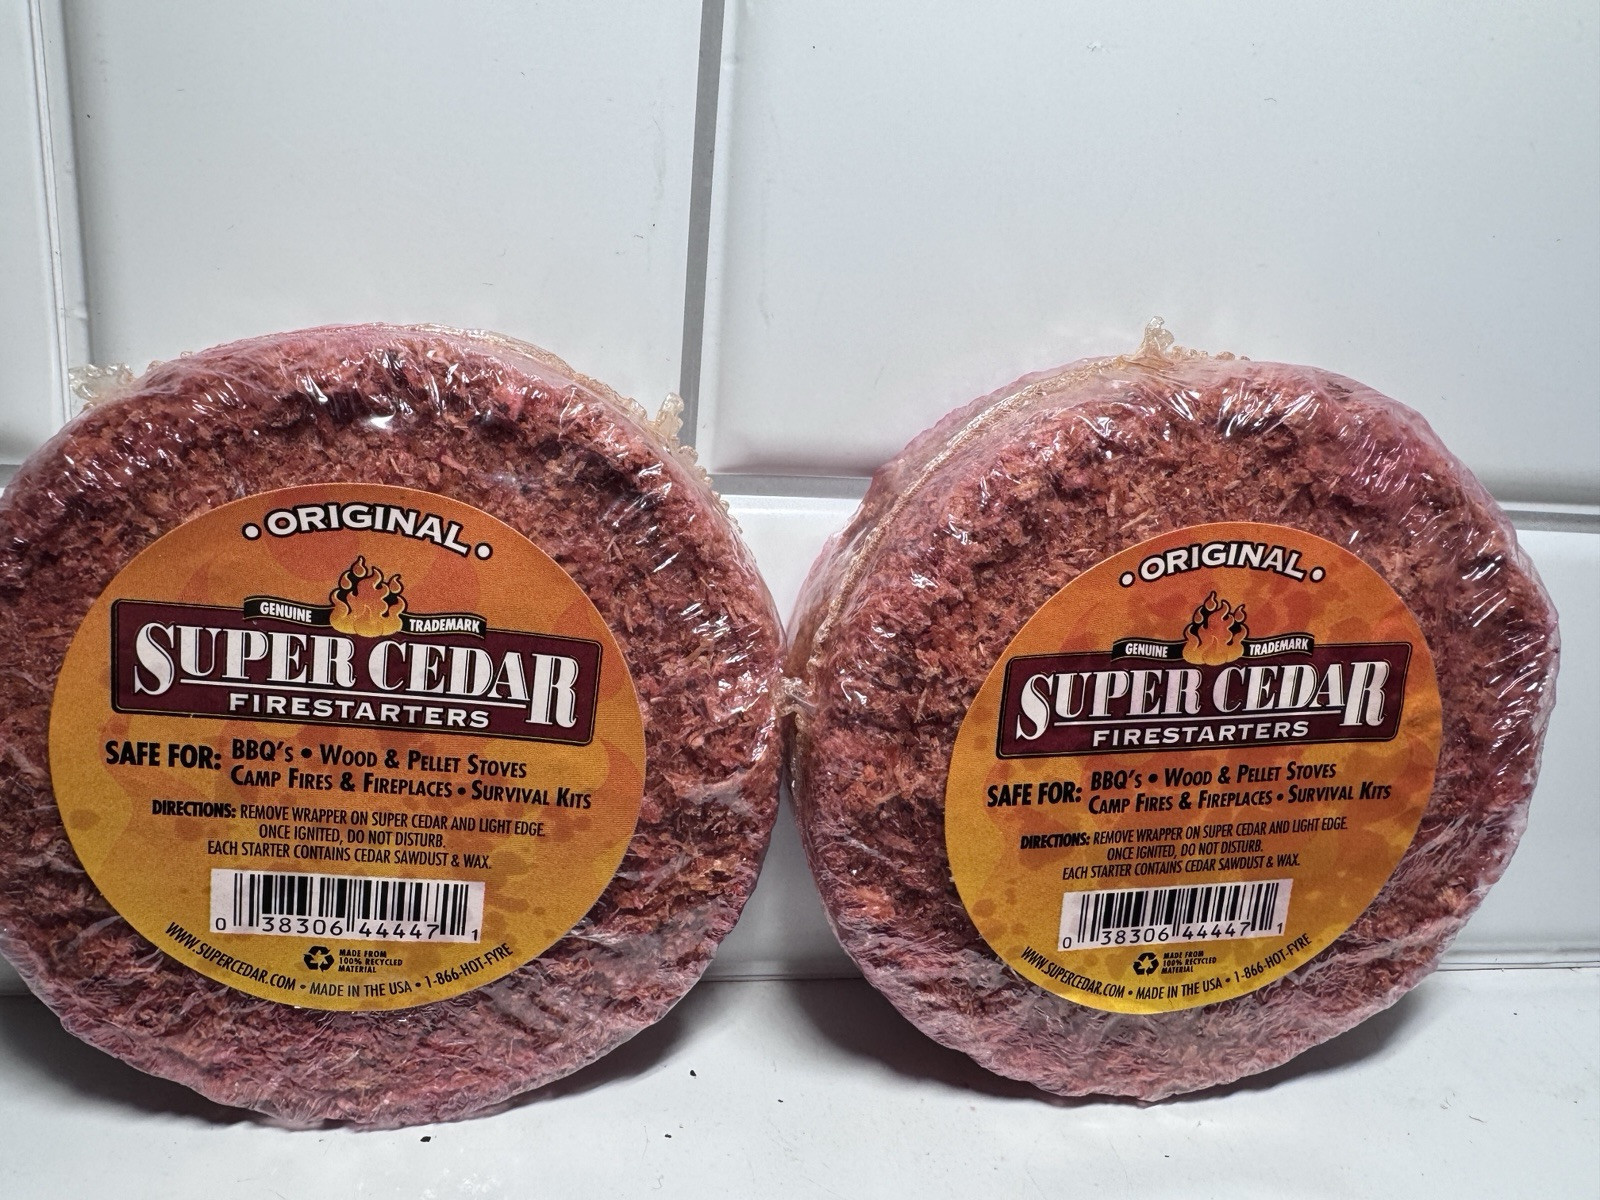 • ORIGINAL •
GENUINE TRADEMARK
SUPER CEDAR
FIRESTARTERS
SAFE FOR: BBQ's • WOOD & PELLET STOVES
CAMP FIRES & FIREPLACES • SURVIVAL KITS
DIRECTIONS: REMOVE WRAPPER ON SUPER CEDAR AND LIGHT EDGE.
ONCE IGNITED, DO NOT DISTURB.
EACH STARTER CONTAINS CEDAR SAWDUST & WAX.
0 38306 44447 1
MADE FROM
100% RECYCLED
MATERIAL
WWW.SUPERCEDAR.COM • MADE IN THE USA • 1-866-HOT-FYRE
• ORIGINAL •
GENUINE TRADEMARK
SUPER CEDAR
FIRESTARTERS
SAFE FOR: BBQ's • WOOD & PELLET STOVES
CAMP FIRES & FIREPLACES • SURVIVAL KITS
DIRECTIONS: REMOVE WRAPPER ON SUPER CEDAR AND LIGHT EDGE.
ONCE IGNITED, DO NOT DISTURB.
EACH STARTER CONTAINS CEDAR SAWDUST & WAX.
0 38306 44447 1
MADE FROM
100% RECYCLED
MATERIAL
WWW.SUPERCEDAR.COM • MADE IN THE USA • 1-866-HOT-FYRE